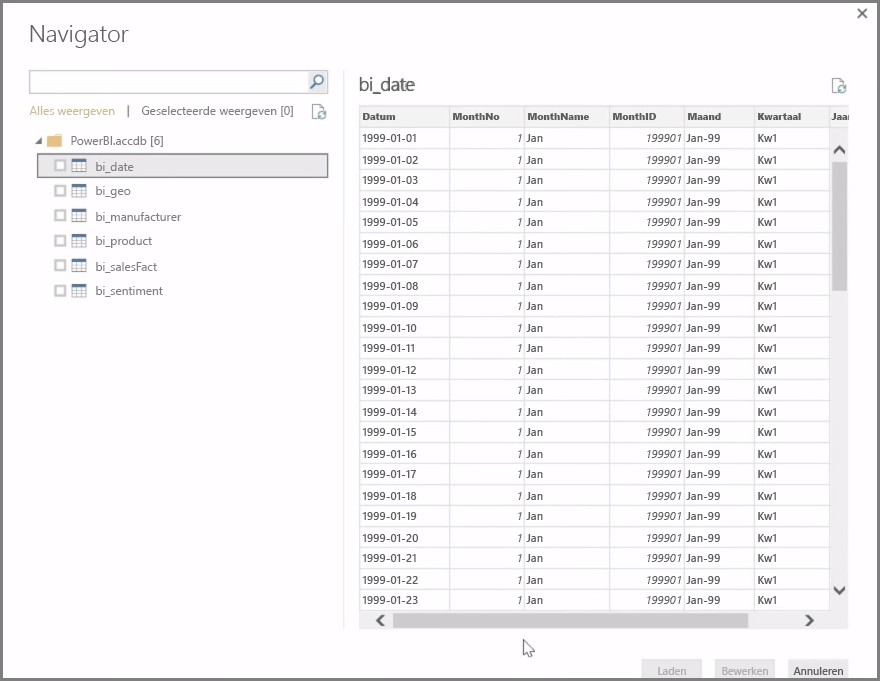 Navigator
Alles weergeven | Geselecteerde weergeven [0]
PowerBI.accdb [6]
bi_date
bi_geo
bi_manufacturer
bi_product
bi_salesFact
bi_sentiment
bi_date
Datum MonthNo MonthName MonthID Maand Kwartaal Jaar
1999-01-01 1 Jan 199901 Jan-99 Kw1
1999-01-02 1 Jan 199901 Jan-99 Kw1
1999-01-03 1 Jan 199901 Jan-99 Kw1
1999-01-04 1 Jan 199901 Jan-99 Kw1
1999-01-05 1 Jan 199901 Jan-99 Kw1
1999-01-06 1 Jan 199901 Jan-99 Kw1
1999-01-07 1 Jan 199901 Jan-99 Kw1
1999-01-08 1 Jan 199901 Jan-99 Kw1
1999-01-09 1 Jan 199901 Jan-99 Kw1
1999-01-10 1 Jan 199901 Jan-99 Kw1
1999-01-11 1 Jan 199901 Jan-99 Kw1
1999-01-12 1 Jan 199901 Jan-99 Kw1
1999-01-13 1 Jan 199901 Jan-99 Kw1
1999-01-14 1 Jan 199901 Jan-99 Kw1
1999-01-15 1 Jan 199901 Jan-99 Kw1
1999-01-16 1 Jan 199901 Jan-99 Kw1
1999-01-17 1 Jan 199901 Jan-99 Kw1
1999-01-18 1 Jan 199901 Jan-99 Kw1
1999-01-19 1 Jan 199901 Jan-99 Kw1
1999-01-20 1 Jan 199901 Jan-99 Kw1
1999-01-21 1 Jan 199901 Jan-99 Kw1
1999-01-22 1 Jan 199901 Jan-99 Kw1
1999-01-23 1 Jan 199901 Jan-99 Kw1
Laden Bewerken Annuleren